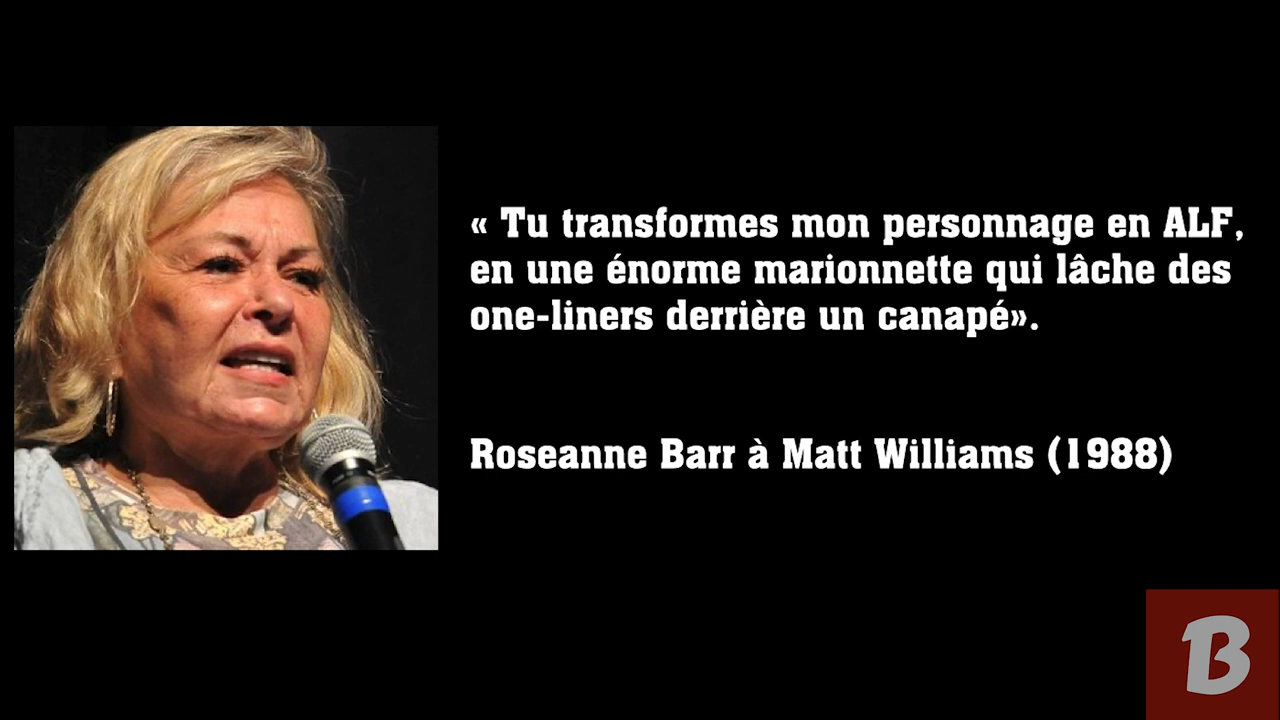 « Tu transformes mon personnage en ALF,
en une énorme marionnette qui lâche des
one-liners derrière un canapé».
Roseanne Barr à Matt Williams (1988)
B